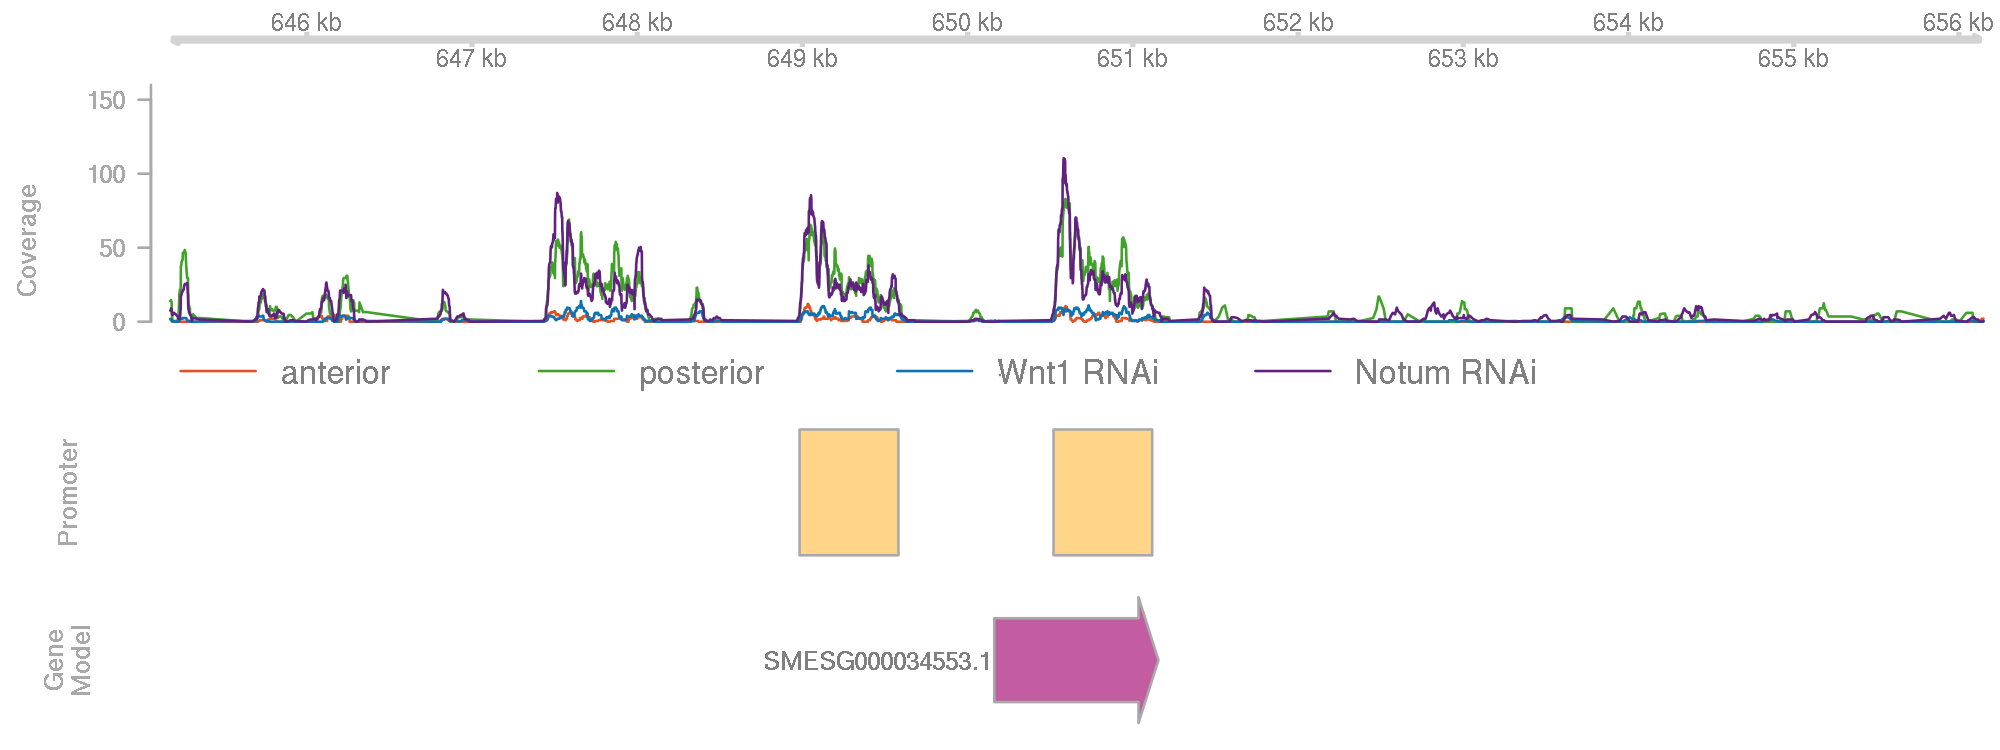 646 kb 648 kb 650 kb 652 kb 654 kb 656 kb
647 kb 649 kb 651 kb 653 kb 655 kb
Coverage
150
100
50
0
anterior posterior Wnt1 RNAi Notum RNAi
Promoter
Gene
Model
SMESG000034553.1